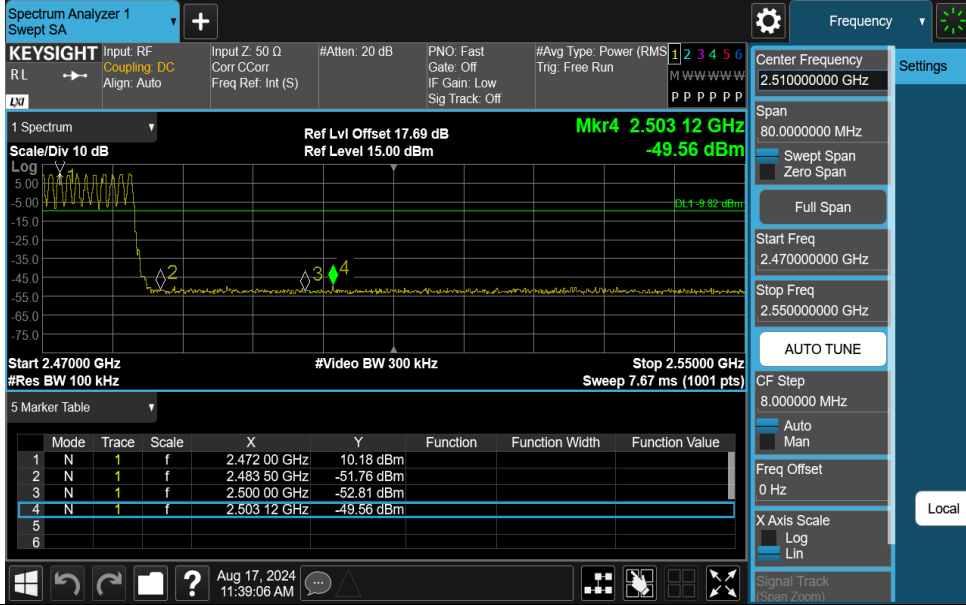 Spectrum Analyzer 1
Swept SA
+
Frequency
KEYSIGHT
R L
LXI
Input: RF
Coupling: DC
Align: Auto
Input Z: 50 Ω
Corr CCorr
Freq Ref: Int (S)
#Atten: 20 dB
PNO: Fast
Gate: Off
IF Gain: Low
Sig Track: Off
#Avg Type: Power (RMS
Trig: Free Run
1 2 3 4 5 6
M W W W W W
P P P P P P
1 Spectrum
Scale/Div 10 dB
Ref Lvl Offset 17.69 dB
Ref Level 15.00 dBm
Mkr4 2.503 12 GHz
-49.56 dBm
Log
5.00
-5.00
-15.0
-25.0
-35.0
-45.0
-55.0
-65.0
-75.0
1
2
3
4
DL1 -9.82 dBm
Start 2.47000 GHz
#Res BW 100 kHz
#Video BW 300 kHz
Stop 2.55000 GHz
Sweep 7.67 ms (1001 pts)
5 Marker Table
Mode Trace Scale X Y Function Function Width Function Value
1 N 1 f 2.472 00 GHz 10.18 dBm
2 N 1 f 2.483 50 GHz -51.76 dBm
3 N 1 f 2.500 00 GHz -52.81 dBm
4 N 1 f 2.503 12 GHz -49.56 dBm
5
6
Aug 17, 2024
11:39:06 AM
?
Center Frequency
2.510000000 GHz
Span
80.0000000 MHz
Swept Span
Zero Span
Full Span
Start Freq
2.470000000 GHz
Stop Freq
2.550000000 GHz
AUTO TUNE
CF Step
8.000000 MHz
Auto
Man
Freq Offset
0 Hz
X Axis Scale
Log
Lin
Signal Track
(Span Zoom)
Settings
Local